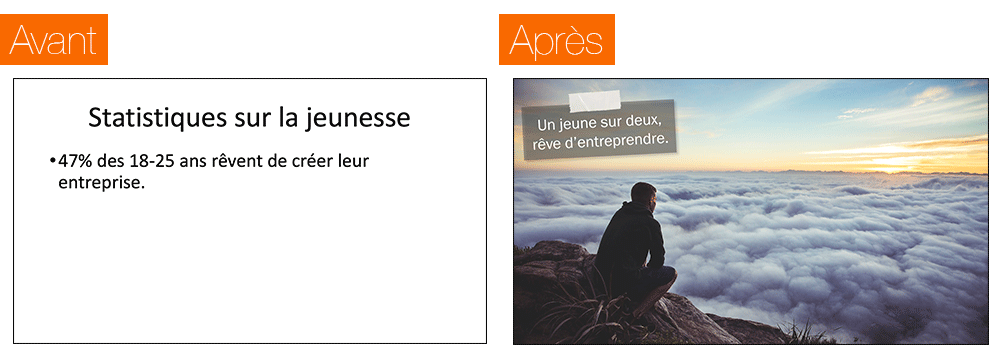 Avant
Statistiques sur la jeunesse
•47% des 18-25 ans rêvent de créer leur
entreprise.
Après
Un jeune sur deux,
rêve d’entreprendre.